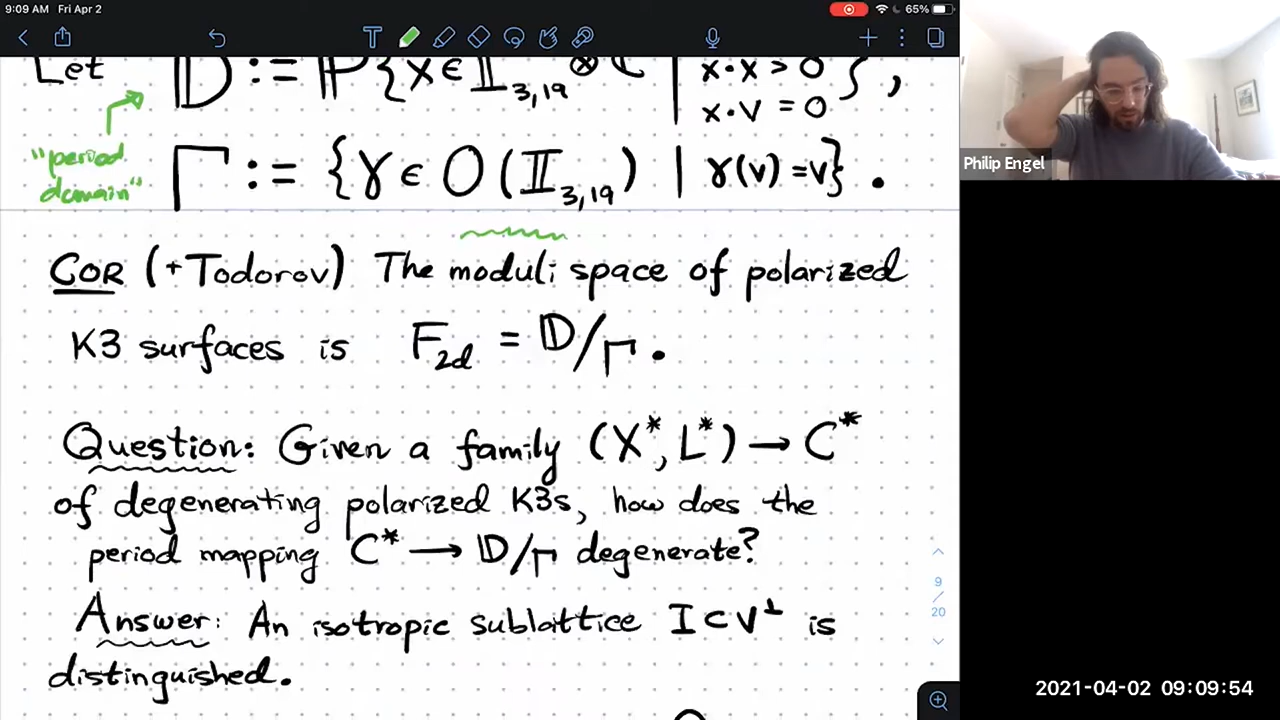 9:09 AM Fri Apr 2
65%
Let 𝔻 := ℙ{x ∈ II₃,₁₉ ⊗ ℂ | x·x̄ > 0
x·v = 0 } ,
"period
domain"
Γ := {γ ∈ O(II₃,₁₉) | γ(v) = v} .
Philip Engel
COR (+Todorov) The moduli space of polarized
K3 surfaces is F₂d = 𝔻/Γ.
Question: Given a family (X*, L*) → C*
of degenerating polarized K3s, how does the
period mapping C* → 𝔻/Γ degenerate?
9
/
20
Answer: An isotropic sublattice I ⊂ v⊥ is
distinguished.
2021-04-02 09:09:54